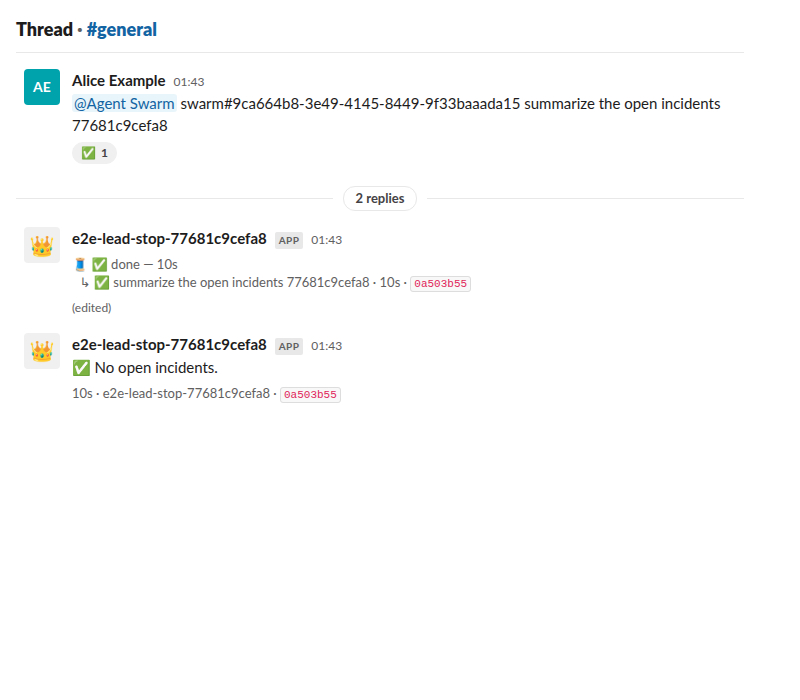 Thread • #general
AE
Alice Example 01:43
@Agent Swarm swarm#9ca664b8-3e49-4145-8449-9f33baaada15 summarize the open incidents
77681c9cefa8
✅ 1
2 replies
e2e-lead-stop-77681c9cefa8 APP 01:43
🧵 ✅ done — 10s
↳ ✅ summarize the open incidents 77681c9cefa8 · 10s · 0a503b55
(edited)
e2e-lead-stop-77681c9cefa8 APP 01:43
✅ No open incidents.
10s · e2e-lead-stop-77681c9cefa8 · 0a503b55